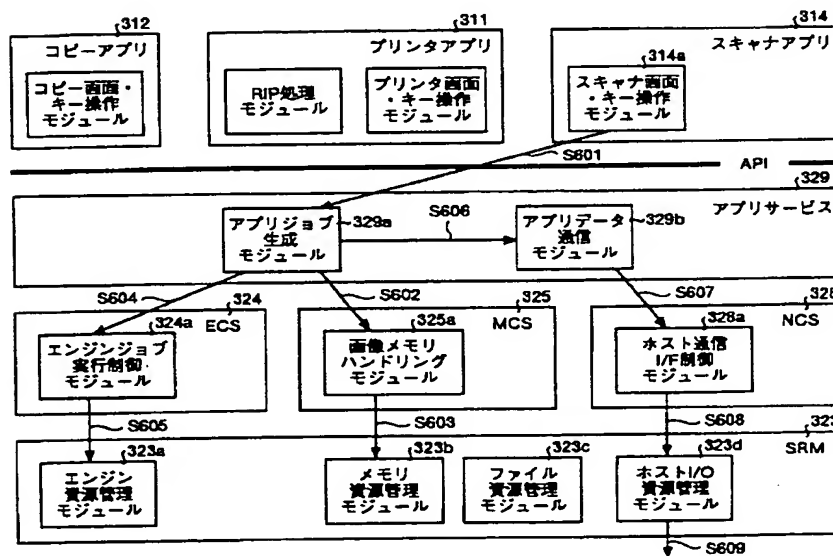 312
コピーアプリ
コピー画面・
キー操作
モジュール
311
プリンタアプリ
RIP処理
モジュール
プリンタ画面
・キー操作
モジュール
314
スキャナアプリ
314a
スキャナ画面
・キー操作
モジュール
S601
API
329
アプリサービス
アプリジョブ
生成
モジュール
329a
S606
アプリデータ
通信
モジュール
329b
S604
S602
S607
324
ECS
324a
エンジンジョブ
実行制御
モジュール
325
MCS
325a
画像メモリ
ハンドリング
モジュール
328
NCS
328a
ホスト通信
I/F制御
モジュール
S605
S603
S608
323
SRM
323a
エンジン
資源管理
モジュール
323b
メモリ
資源管理
モジュール
323c
ファイル
資源管理
モジュール
323d
ホストI/O
資源管理
モジュール
S609